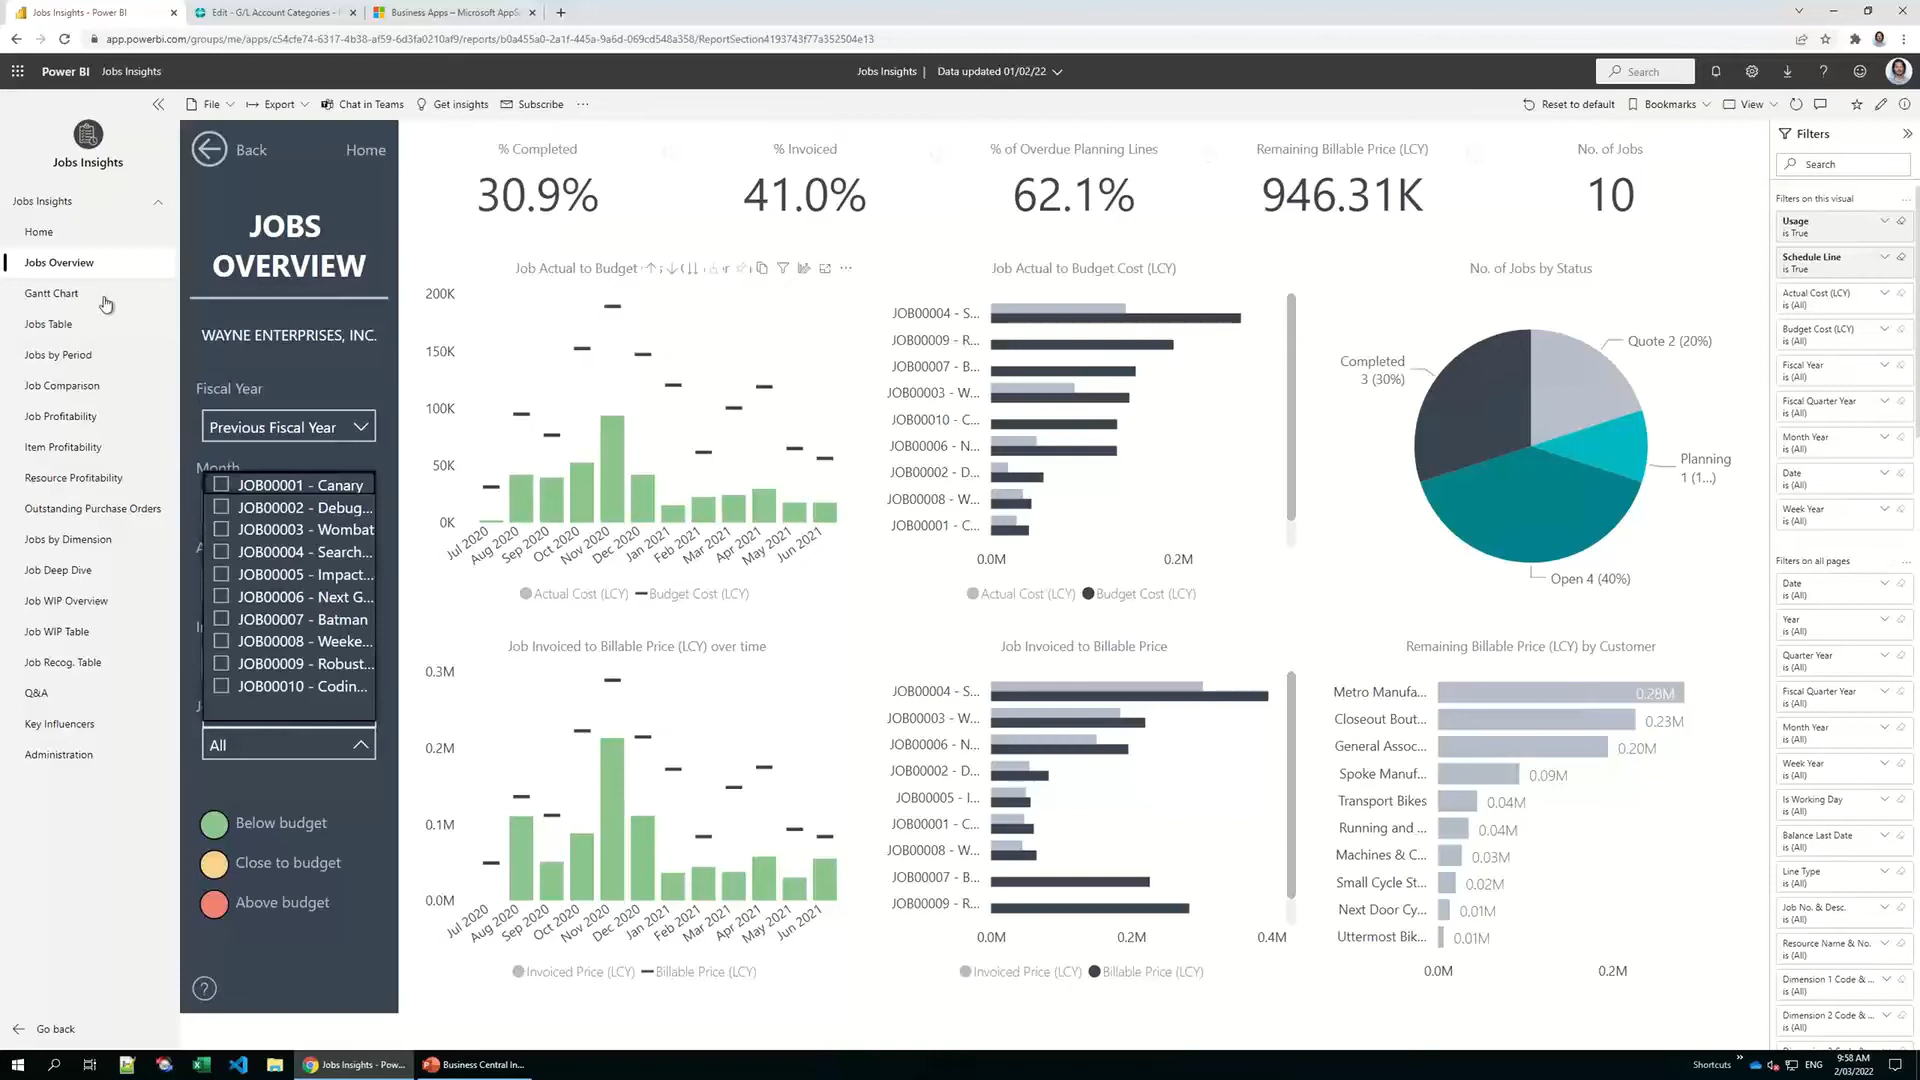 Jobs Insights - Power BI
Edit - G/L Account Categories -
Business Apps – Microsoft AppS
app.powerbi.com/groups/me/apps/c54cfe74-6317-4b38-af59-6d3fa0210af9/reports/b0a455a0-2a1f-445a-9a6d-069cd548a358/ReportSection4193743f77a352504e13
Power BI Jobs Insights
Jobs Insights | Data updated 01/02/22
Search
File Export Chat in Teams Get insights Subscribe
Reset to default Bookmarks View
Jobs Insights
Jobs Insights
Home
Jobs Overview
Gantt Chart
Jobs Table
Jobs by Period
Job Comparison
Job Profitability
Item Profitability
Resource Profitability
Outstanding Purchase Orders
Jobs by Dimension
Job Deep Dive
Job WIP Overview
Job WIP Table
Job Recog. Table
Q&A
Key Influencers
Administration
Go back
Back Home
JOBS
OVERVIEW
WAYNE ENTERPRISES, INC.
Fiscal Year
Previous Fiscal Year
Month
JOB00001 - Canary
JOB00002 - Debug...
JOB00003 - Wombat
JOB00004 - Search...
JOB00005 - Impact...
JOB00006 - Next G...
JOB00007 - Batman
JOB00008 - Weeke...
JOB00009 - Robust...
JOB00010 - Codin...
All
Below budget
Close to budget
Above budget
?
% Completed
30.9%
% Invoiced
41.0%
% of Overdue Planning Lines
62.1%
Remaining Billable Price (LCY)
946.31K
No. of Jobs
10
Job Actual to Budget
200K
150K
100K
50K
0K
Jul 2020
Aug 2020
Sep 2020
Oct 2020
Nov 2020
Dec 2020
Jan 2021
Feb 2021
Mar 2021
Apr 2021
May 2021
Jun 2021
Actual Cost (LCY) Budget Cost (LCY)
Job Actual to Budget Cost (LCY)
JOB00004 - S...
JOB00009 - R...
JOB00007 - B...
JOB00003 - W...
JOB00010 - C...
JOB00006 - N...
JOB00002 - D...
JOB00008 - W...
JOB00001 - C...
0.0M 0.2M
Actual Cost (LCY) Budget Cost (LCY)
No. of Jobs by Status
Quote 2 (20%)
Completed
3 (30%)
Planning
1 (1...)
Open 4 (40%)
Job Invoiced to Billable Price (LCY) over time
0.3M
0.2M
0.1M
0.0M
Jul 2020
Aug 2020
Sep 2020
Oct 2020
Nov 2020
Dec 2020
Jan 2021
Feb 2021
Mar 2021
Apr 2021
May 2021
Jun 2021
Invoiced Price (LCY) Billable Price (LCY)
Job Invoiced to Billable Price
JOB00004 - S...
JOB00003 - W...
JOB00006 - N...
JOB00002 - D...
JOB00005 - I...
JOB00001 - C...
JOB00008 - W...
JOB00007 - B...
JOB00009 - R...
0.0M 0.2M 0.4M
Invoiced Price (LCY) Billable Price (LCY)
Remaining Billable Price (LCY) by Customer
Metro Manufa... 0.28M
Closeout Bout... 0.23M
General Assoc... 0.20M
Spoke Manuf... 0.09M
Transport Bikes 0.04M
Running and ... 0.04M
Machines & C... 0.03M
Small Cycle St... 0.02M
Next Door Cy... 0.01M
Uttermost Bik... 0.01M
0.0M 0.2M
Filters
Search
Filters on this visual
Usage
is True
Schedule Line
is True
Actual Cost (LCY)
is (All)
Budget Cost (LCY)
is (All)
Fiscal Year
is (All)
Fiscal Quarter Year
is (All)
Month Year
is (All)
Date
is (All)
Week Year
is (All)
Filters on all pages
Date
is (All)
Year
is (All)
Quarter Year
is (All)
Fiscal Quarter Year
is (All)
Month Year
is (All)
Week Year
is (All)
Is Working Day
is (All)
Balance Last Date
is (All)
Line Type
is (All)
Job No. & Desc.
is (All)
Resource Name & No.
is (All)
Dimension 1 Code & ...
is (All)
Dimension 2 Code & ...
is (All)
Jobs Insights - Pow...
Business Central In...
Shortcuts
ENG
9:58 AM
2/03/2022